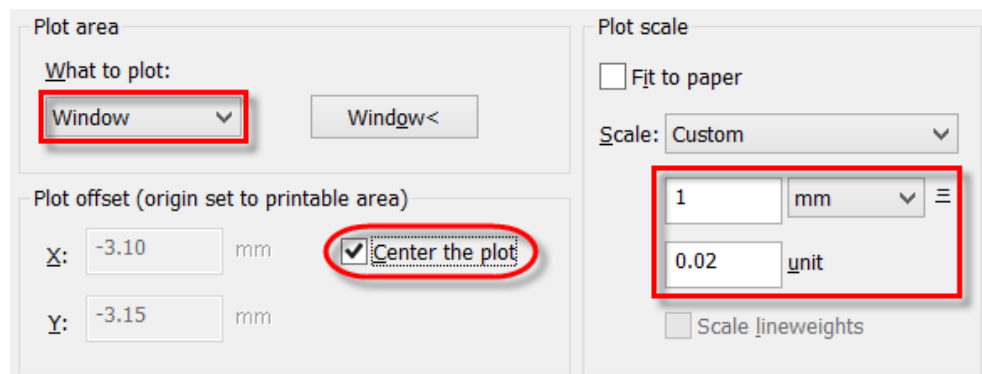 Plot area
What to plot:
Window
Window<
Plot offset (origin set to printable area)
X: -3.10 mm
Center the plot
Y: -3.15 mm
Plot scale
Fit to paper
Scale: Custom
1 mm =
0.02 unit
Scale lineweights